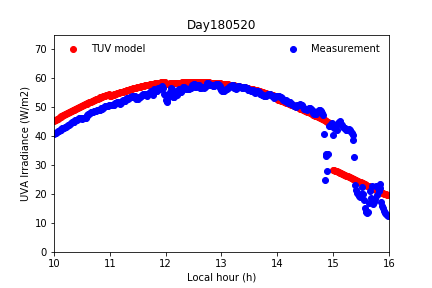 Day180520
TUV model
Measurement
UVA Irradiance (W/m2)
70
60
50
40
30
20
10
0
10 11 12 13 14 15 16
Local hour (h)